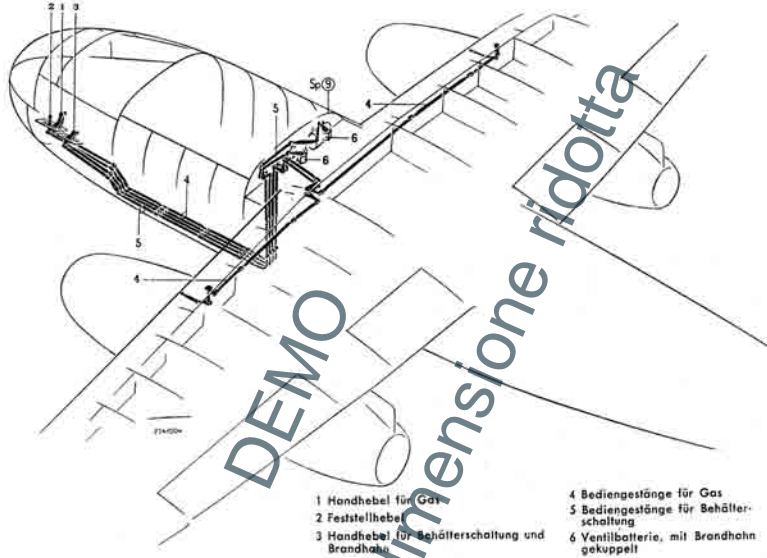 2 1 3
Sp(9)
5
4
6
6
4
5
4
1 Handhebel für Gas
2 Feststellhebel
3 Handhebel für Behälterschaltung und
Brandhahn
4 Bediengestänge für Gas
5 Bediengestänge für Behälter-
schaltung
6 Ventilbatterie, mit Brandhahn
gekuppelt
DEMO
dimensione ridotta